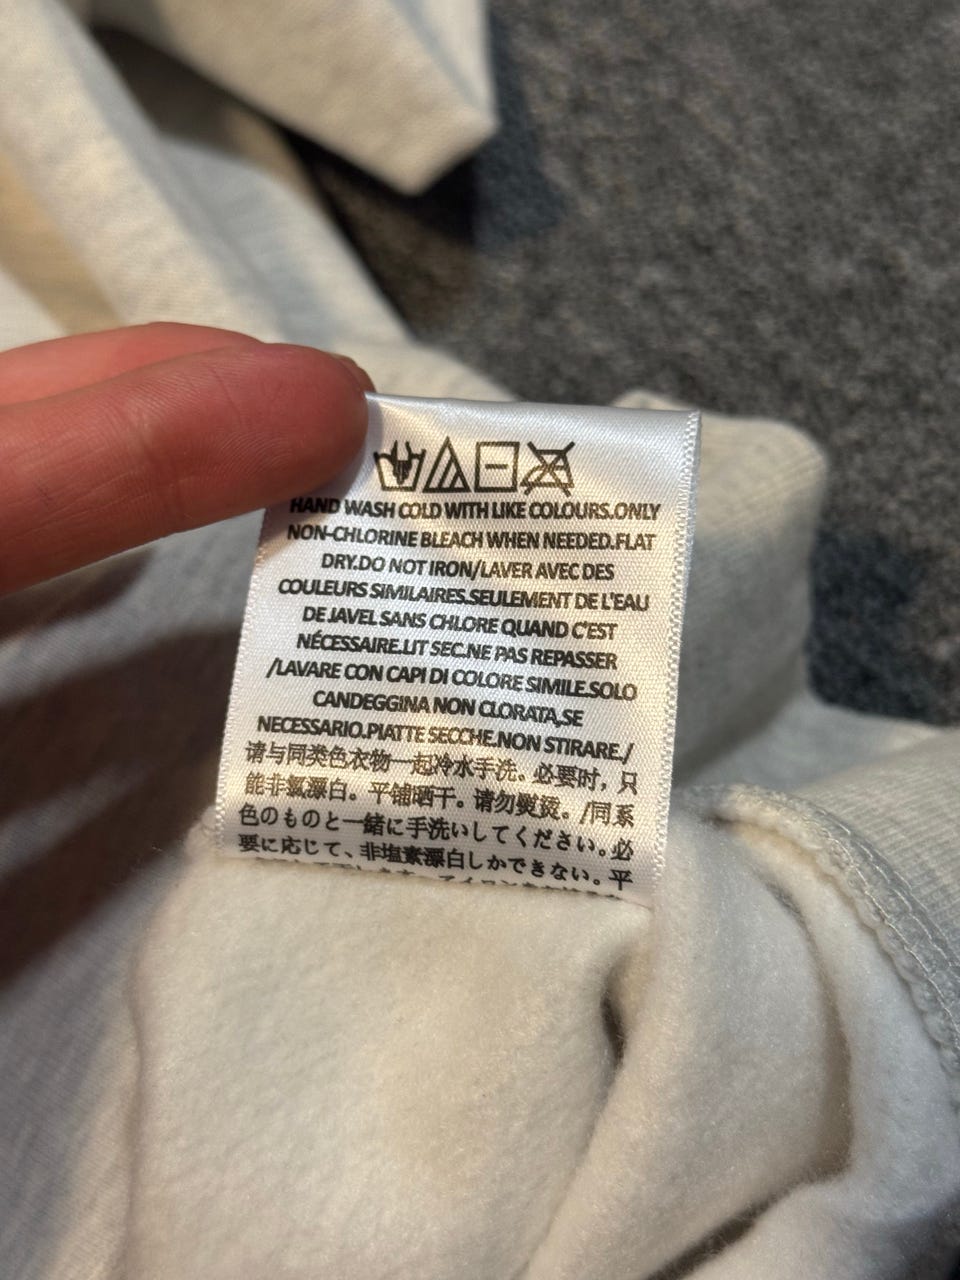 HAND WASH COLD WITH LIKE COLOURS.ONLY
NON-CHLORINE BLEACH WHEN NEEDED.FLAT
DRY.DO NOT IRON/LAVER AVEC DES
COULEURS SIMILAIRES.SEULEMENT DE L'EAU
DE JAVEL SANS CHLORE QUAND C'EST
NÉCESSAIRE.LIT SEC.NE PAS REPASSER
/LAVARE CON CAPI DI COLORE SIMILE.SOLO
CANDEGGINA NON CLORATA,SE
NECESSARIO.PIATTE SECCHE.NON STIRARE./
请与同类色衣物一起冷水手洗。必要时，只
能非氯漂白。平铺晒干。请勿熨烫。/同系
色のものと一緒に手洗いしてください。必
要に応じて、非塩素漂白しかできない。平